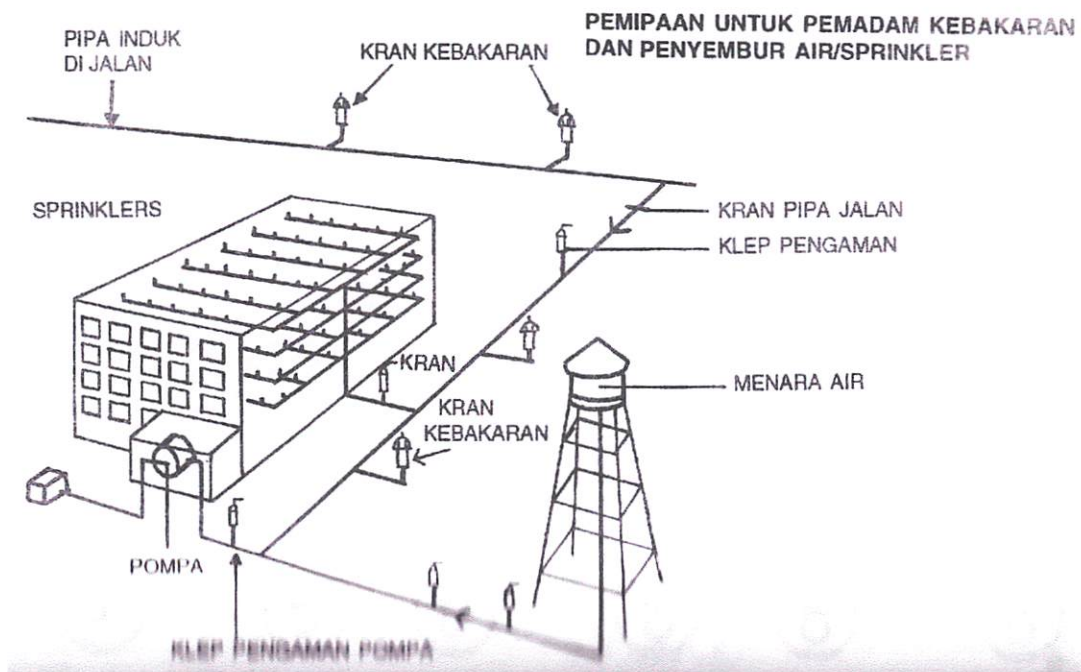 PEMIPAAN UNTUK PEMADAM KEBAKARAN
DAN PENYEMBUR AIR/SPRINKLER
PIPA INDUK
DI JALAN
KRAN KEBAKARAN
SPRINKLERS
KRAN PIPA JALAN
KLEP PENGAMAN
KRAN
MENARA AIR
KRAN
KEBAKARAN
POMPA
KLEP PENGAMAN POMPA